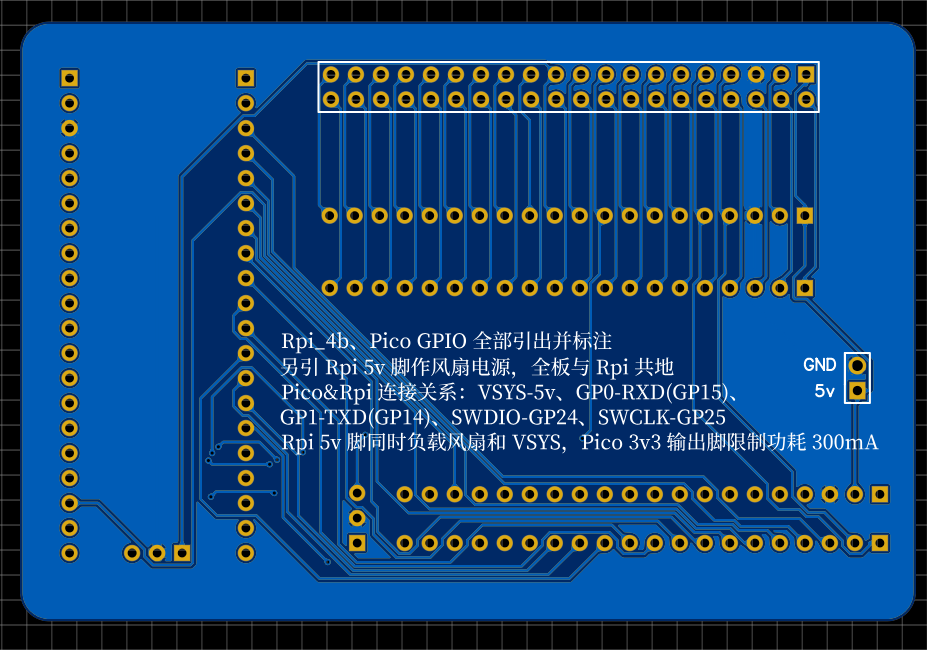 Rpi_4b、Pico GPIO 全部引出并标注
另引 Rpi 5v 脚作风扇电源，全板与 Rpi 共地
Pico&Rpi 连接关系：VSYS-5v、GP0-RXD(GP15)、
GP1-TXD(GP14)、SWDIO-GP24、SWCLK-GP25
Rpi 5v 脚同时负载风扇和 VSYS，Pico 3v3 输出脚限制功耗 300mA
GND
5v